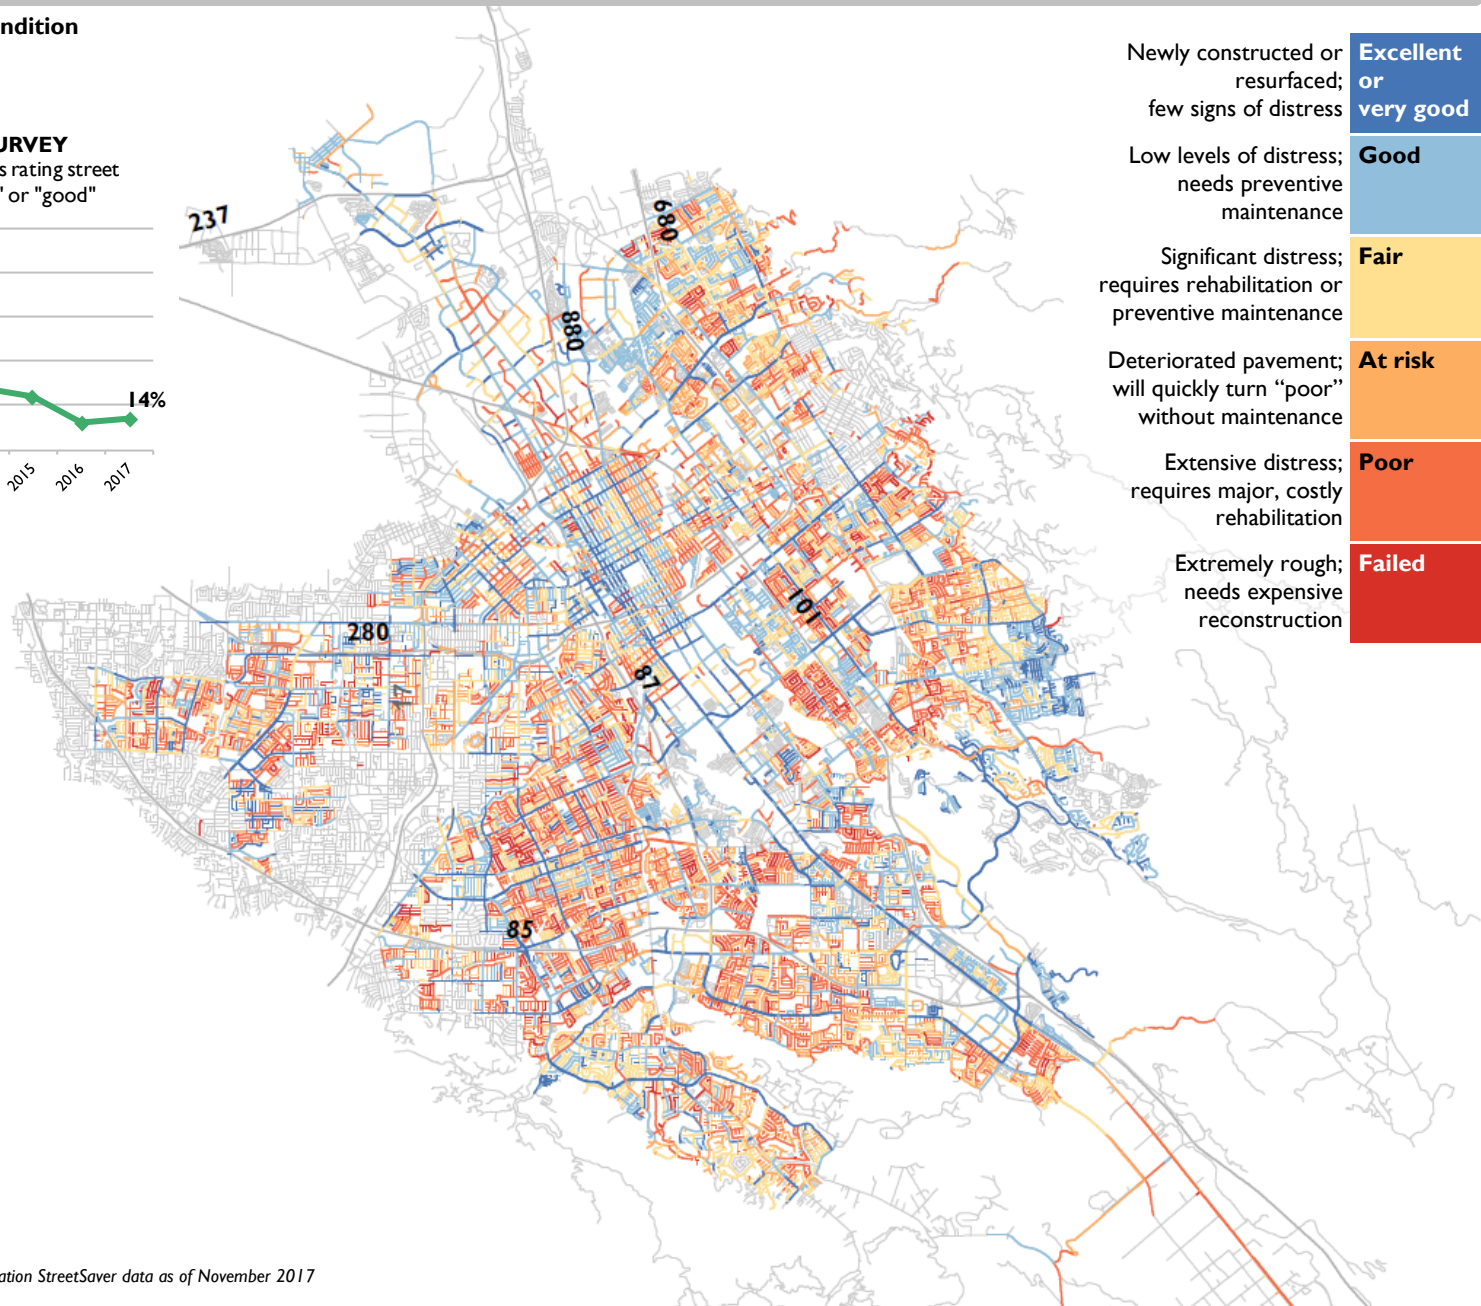 ndition
URVEY
s rating street
" or "good"
14%
2015
2016
2017
237
680
880
101
280
17
87
85
Newly constructed or
resurfaced;
few signs of distress
Excellent
or
very good
Low levels of distress;
needs preventive
maintenance
Good
Significant distress;
requires rehabilitation or
preventive maintenance
Fair
Deteriorated pavement;
will quickly turn “poor”
without maintenance
At risk
Extensive distress;
requires major, costly
rehabilitation
Poor
Extremely rough;
needs expensive
reconstruction
Failed
ation StreetSaver data as of November 2017